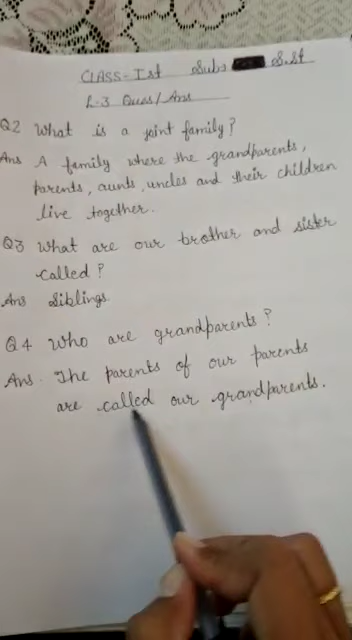 CLASS-Ist Subs S.St
L-3 Ques/Ans
Q2 What is a joint family?
Ans A family where the grandparents,
parents, aunts, uncles and their children
live together.
Q3 What are our brother and sister
called?
Ans Siblings
Q4 Who are grandparents?
Ans. The parents of our parents
are called our grandparents.